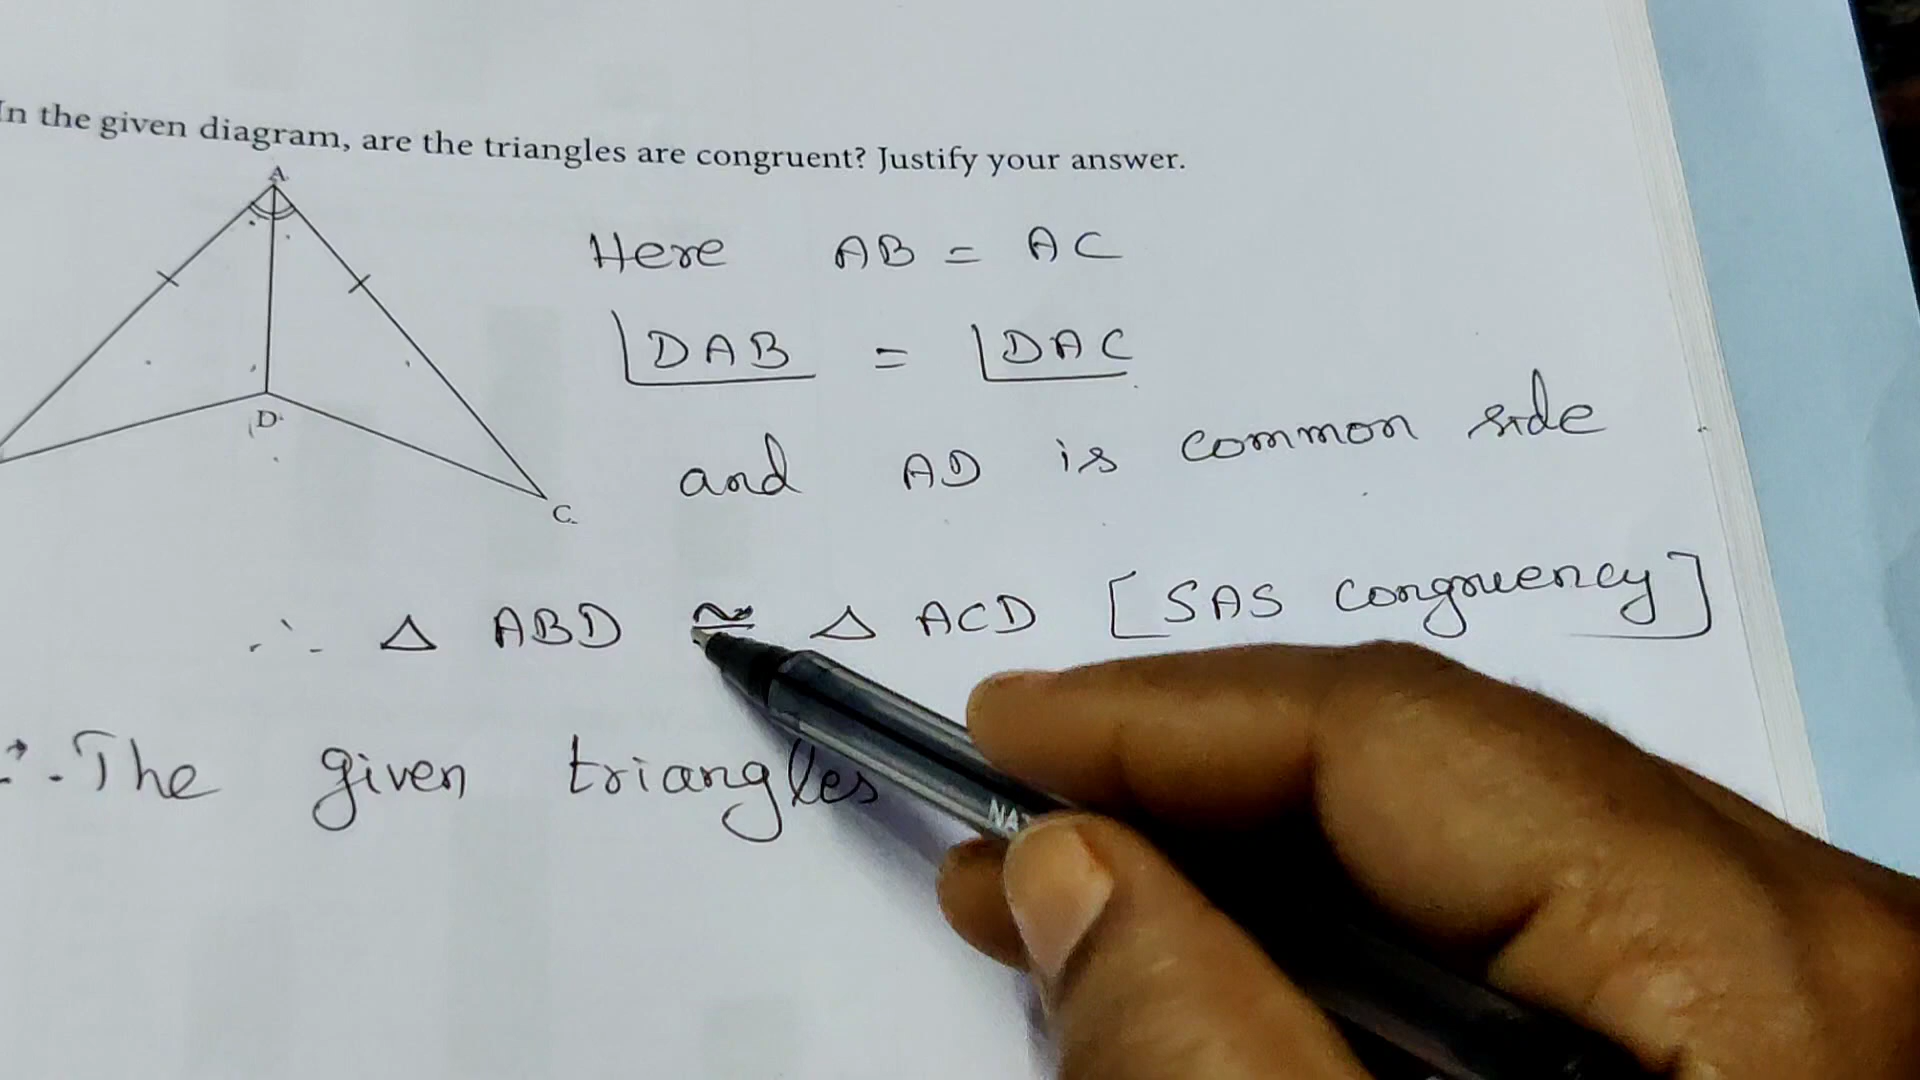 In the given diagram, are the triangles are congruent? Justify your answer.
A
D
C
Here AB = AC
∠DAB = ∠DAC
and AD is common side
∴ △ ABD ≅ △ ACD [SAS congruency]
∴ The given triangles
NA